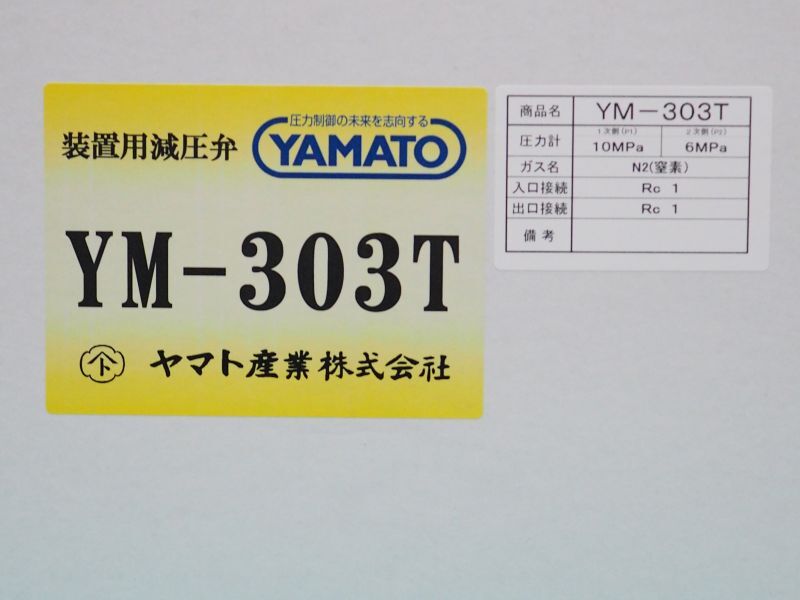 装置用減圧弁
圧力制御の未来を志向する
YAMATO
YM-303T
ヤマト産業株式会社
商品名 YM-303T
圧力計 1次側(P1) 10MPa 2次側(P2) 6MPa
ガス名 N2(窒素)
入口接続 Rc 1
出口接続 Rc 1
備考